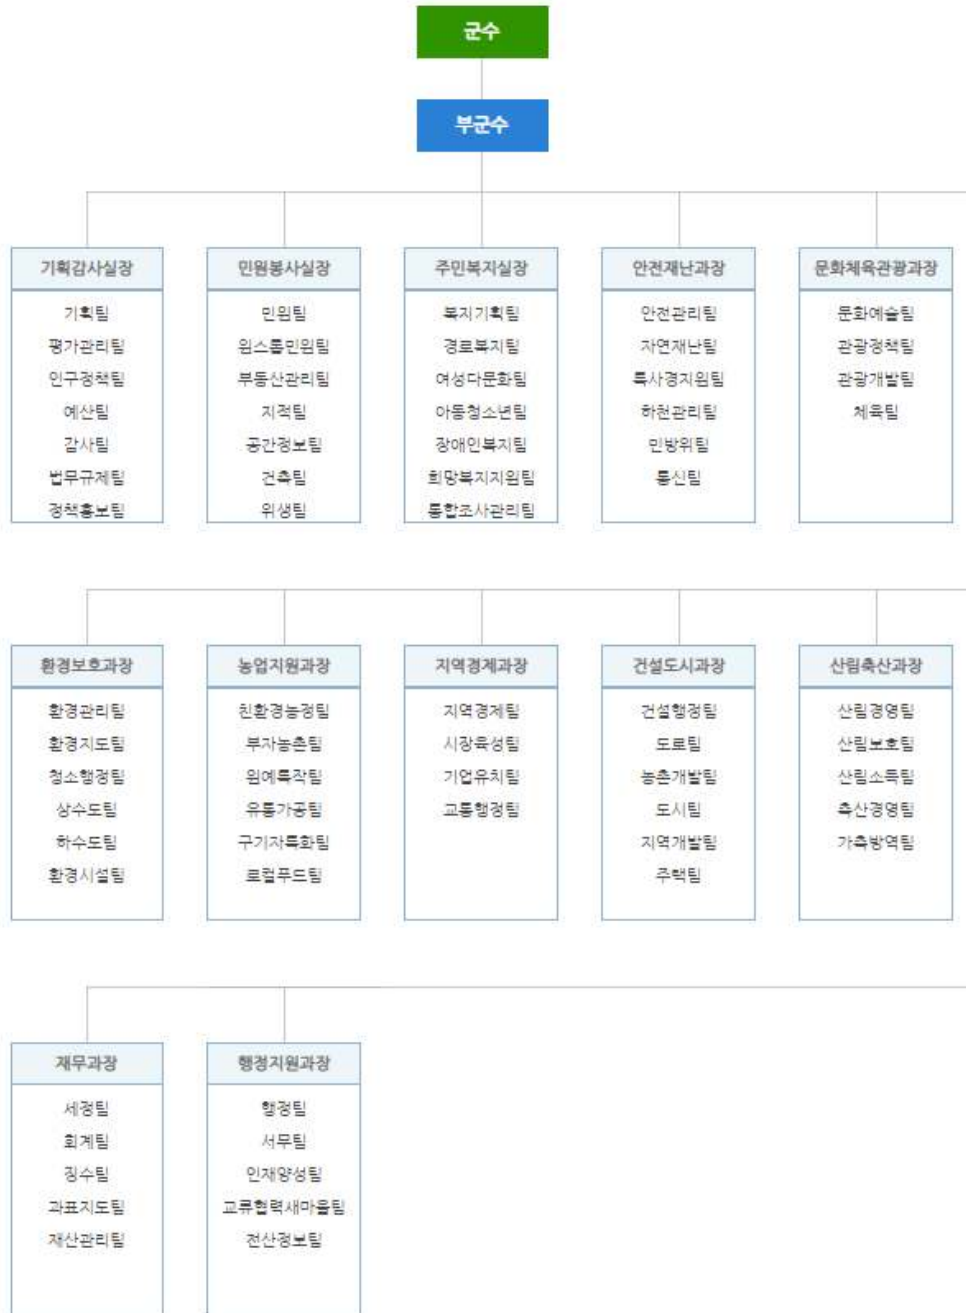 군수
부군수
기획감사실장
기획팀
평가관리팀
인구정책팀
예산팀
감사팀
법무규제팀
정책홍보팀
민원봉사실장
민원팀
원스톱민원팀
부동산관리팀
지적팀
공간정보팀
건축팀
위생팀
주민복지실장
복지기획팀
경로복지팀
여성다문화팀
아동청소년팀
장애인복지팀
희망복지지원팀
통합조사관리팀
안전재난과장
안전관리팀
자연재난팀
특사경지원팀
하천관리팀
민방위팀
통신팀
문화체육관광과장
문화예술팀
관광정책팀
관광개발팀
체육팀
환경보호과장
환경관리팀
환경지도팀
청소행정팀
상수도팀
하수도팀
환경시설팀
농업지원과장
친환경농정팀
부자농촌팀
원예특작팀
유통가공팀
구기자특화팀
로컬푸드팀
지역경제과장
지역경제팀
시장육성팀
기업유치팀
교통행정팀
건설도시과장
건설행정팀
도로팀
농촌개발팀
도시팀
지역개발팀
주택팀
산림축산과장
산림경영팀
산림보호팀
산림소득팀
축산경영팀
가축방역팀
재무과장
세정팀
회계팀
징수팀
과표지도팀
재산관리팀
행정지원과장
행정팀
서무팀
인재양성팀
교류협력새마을팀
전산정보팀